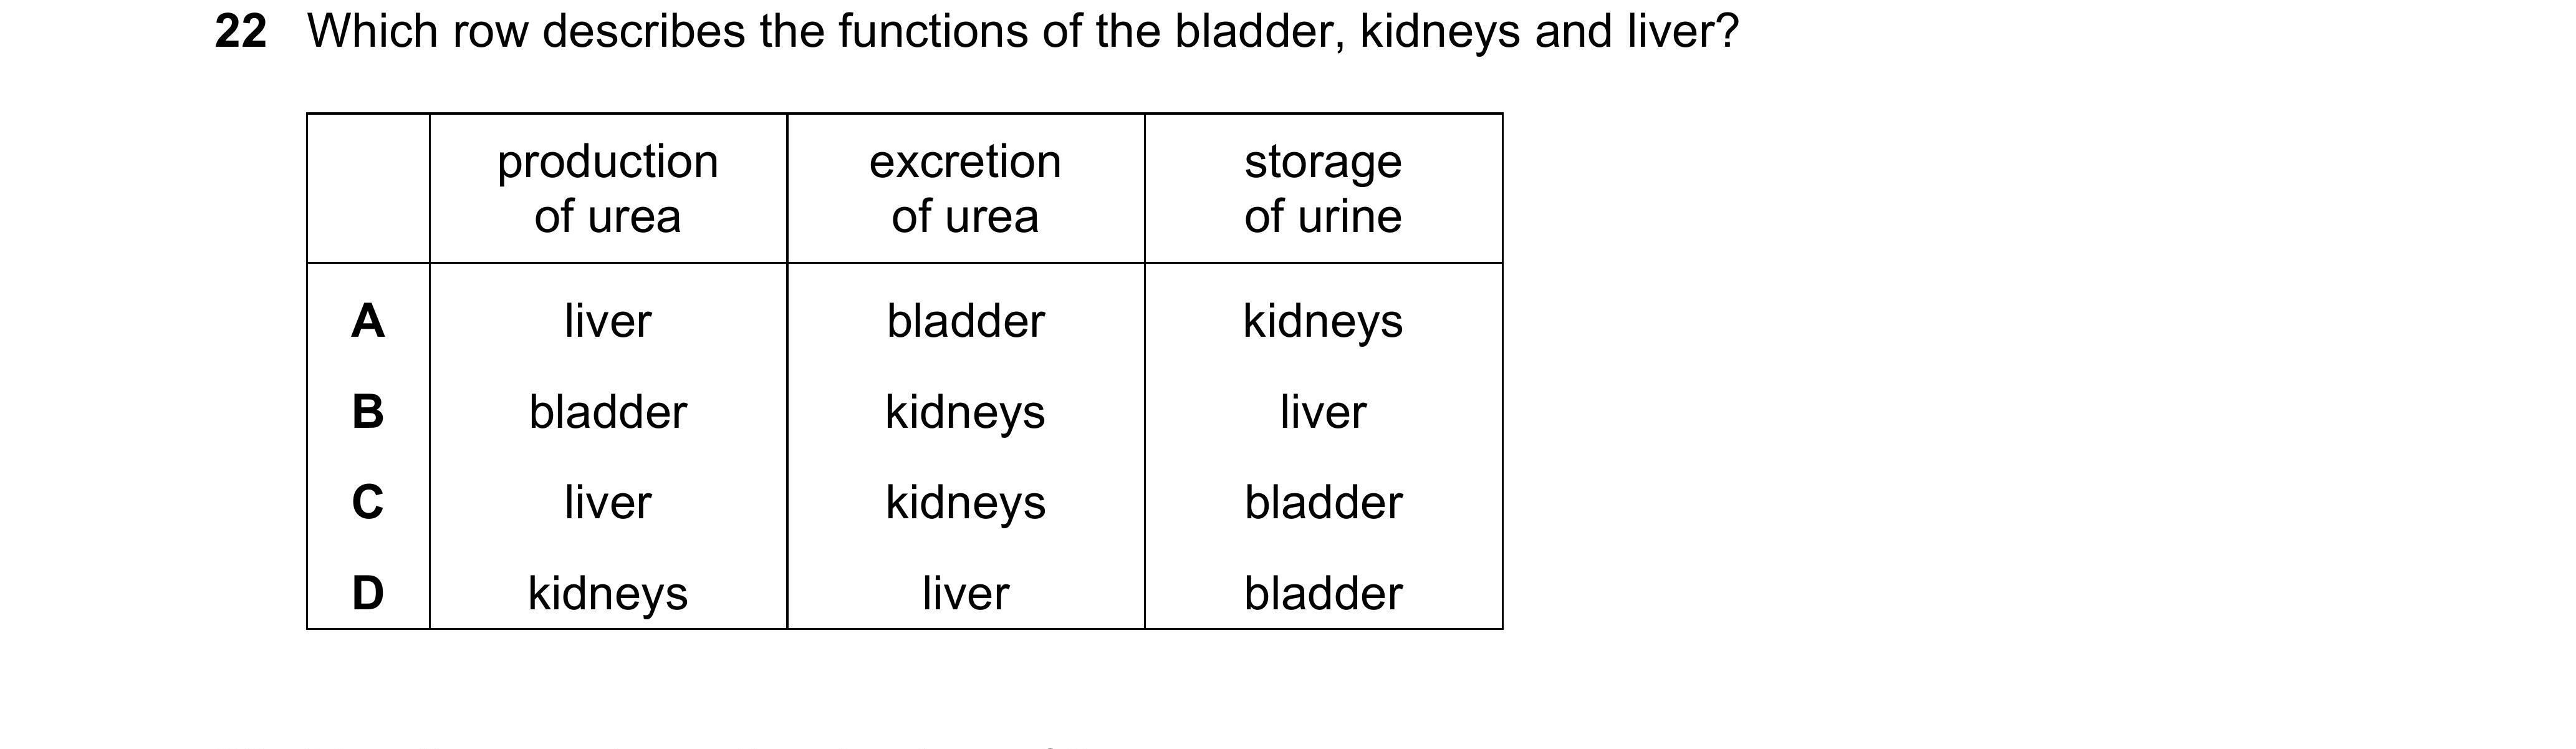 22 Which row describes the functions of the bladder, kidneys and liver?
production of urea excretion of urea storage of urine
A liver bladder kidneys
B bladder kidneys liver
C liver kidneys bladder
D kidneys liver bladder